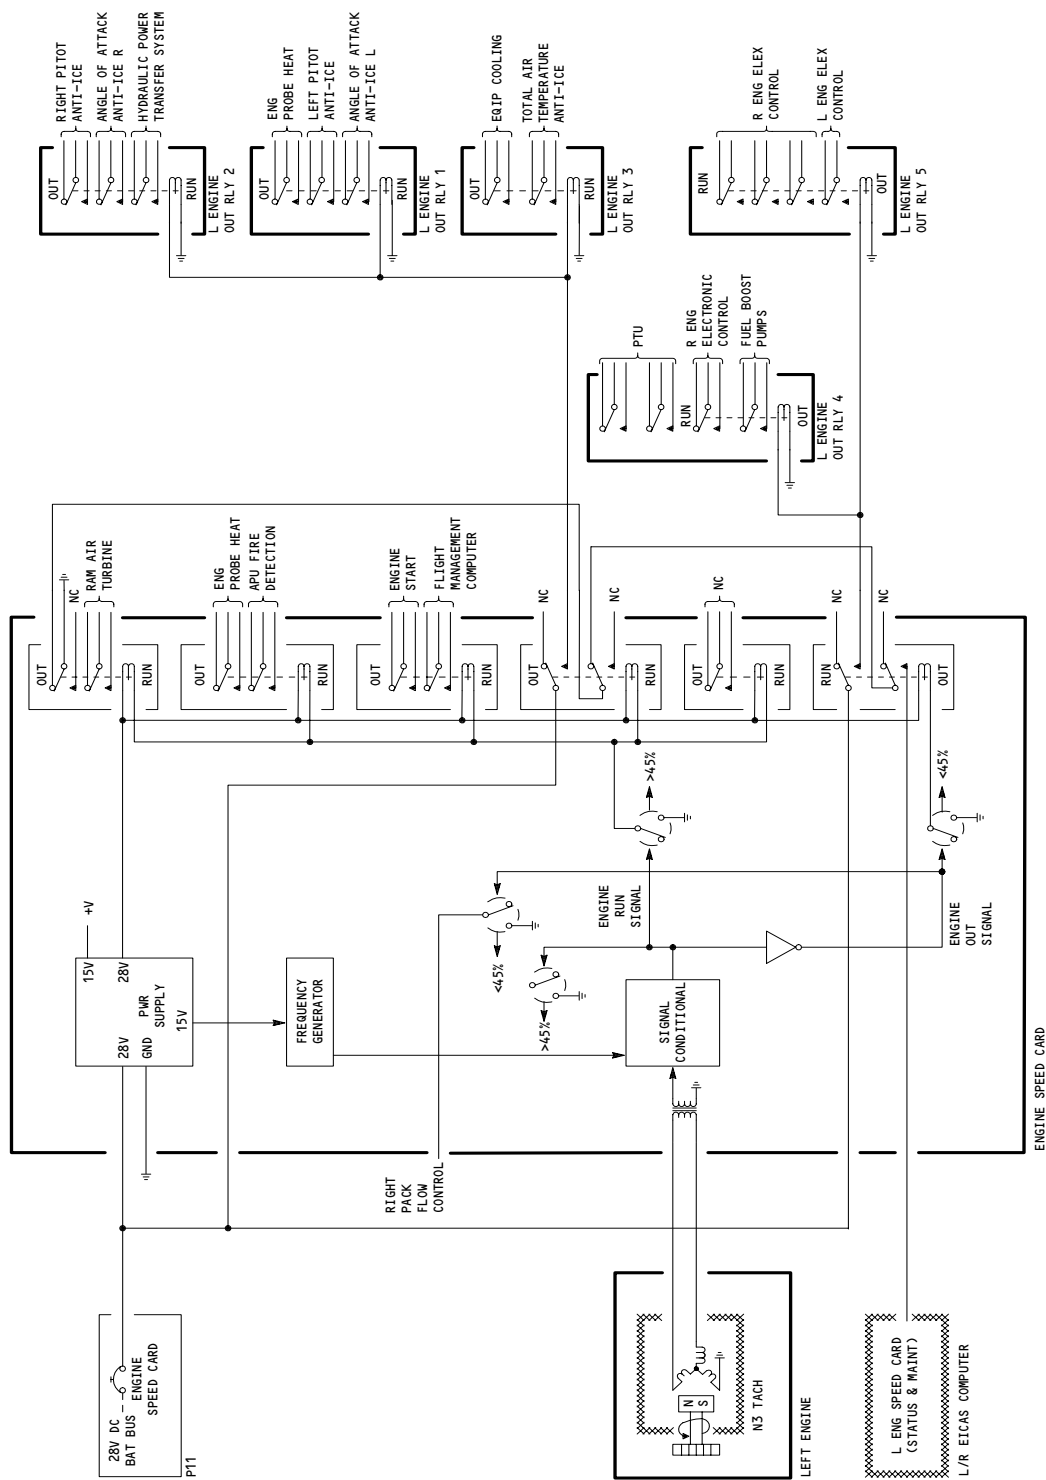 28V DC
BAT BUS
ENGINE
SPEED CARD
P11
LEFT ENGINE
N3 TACH
N
S
L ENG SPEED CARD
(STATUS & MAINT)
L/R EICAS COMPUTER
28V
GND
PWR
SUPPLY
15V
28V
15V
+V
FREQUENCY
GENERATOR
RIGHT
PACK
FLOW
CONTROL
SIGNAL
CONDITIONAL
<45%
>45%
ENGINE
RUN
SIGNAL
>45%
ENGINE
OUT
SIGNAL
<45%
ENGINE SPEED CARD
OUT
RUN
NC
RAM AIR
TURBINE
OUT
RUN
ENG
PROBE HEAT
APU FIRE
DETECTION
OUT
RUN
ENGINE
START
FLIGHT
MANAGEMENT
COMPUTER
OUT
RUN
NC
NC
OUT
RUN
NC
RUN
OUT
NC
NC
PTU
RUN
R ENG
ELECTRONIC
CONTROL
FUEL BOOST
PUMPS
OUT
L ENGINE
OUT RLY 4
OUT
RIGHT PITOT
ANTI-ICE
ANGLE OF ATTACK
ANTI-ICE R
HYDRAULIC POWER
TRANSFER SYSTEM
RUN
L ENGINE
OUT RLY 2
OUT
ENG
PROBE HEAT
LEFT PITOT
ANTI-ICE
ANGLE OF ATTACK
ANTI-ICE L
RUN
L ENGINE
OUT RLY 1
OUT
EQIP COOLING
TOTAL AIR
TEMPERATURE
ANTI-ICE
RUN
L ENGINE
OUT RLY 3
RUN
R ENG ELEX
CONTROL
L ENG ELEX
CONTROL
OUT
L ENGINE
OUT RLY 5